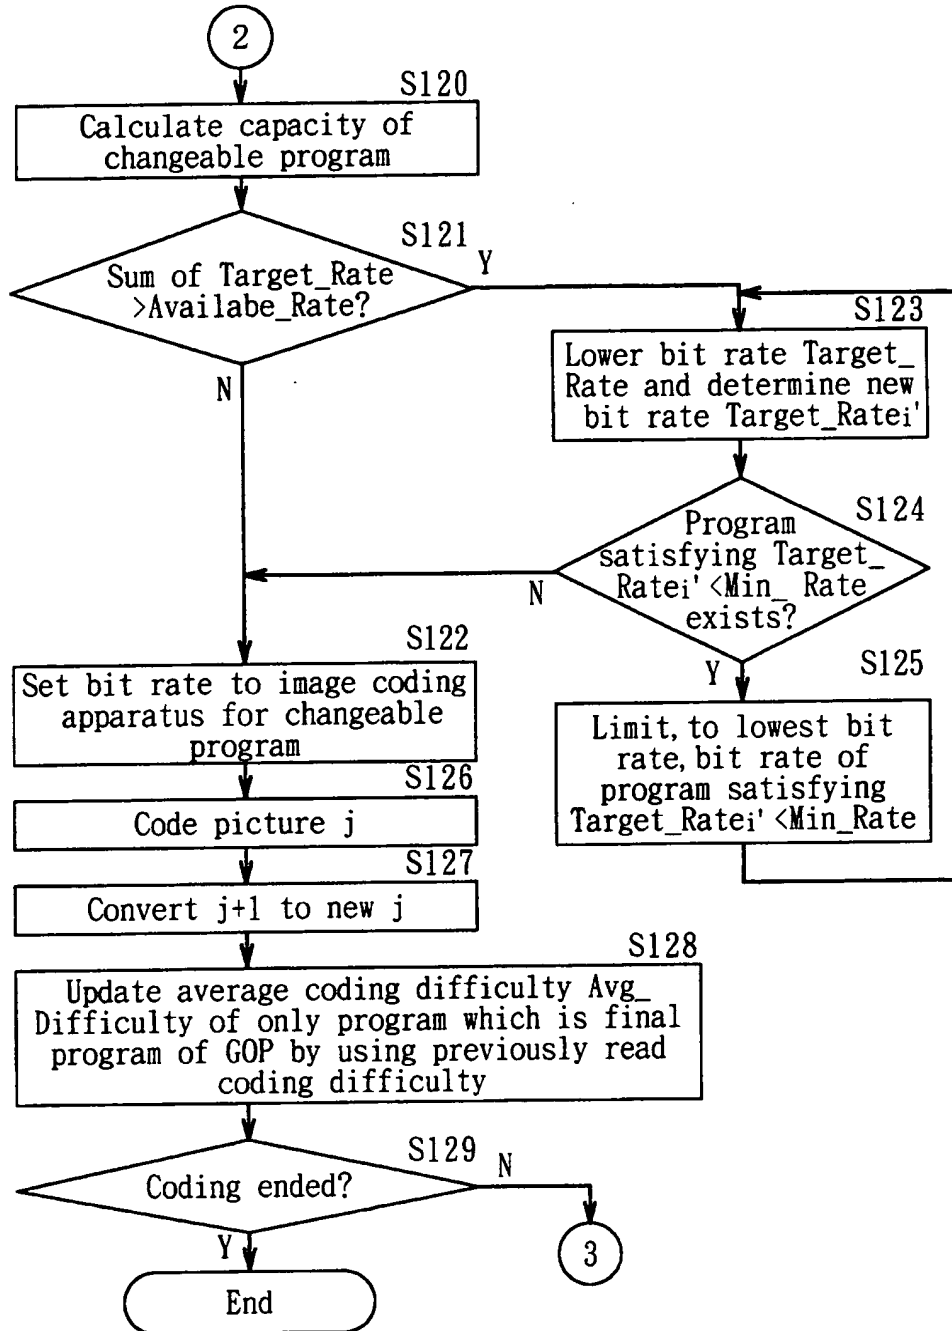 2
S120
Calculate capacity of
changeable program
S121
Sum of Target_Rate
>Availabe_Rate?
Y
N
S123
Lower bit rate Target_
Rate and determine new
bit rate Target_Ratei'
S124
Program
satisfying Target_
Ratei' <Min_ Rate
exists?
N
Y
S122
Set bit rate to image coding
apparatus for changeable
program
S125
Limit, to lowest bit
rate, bit rate of
program satisfying
Target_Ratei' <Min_Rate
S126
Code picture j
S127
Convert j+1 to new j
S128
Update average coding difficulty Avg_
Difficulty of only program which is final
program of GOP by using previously read
coding difficulty
S129
Coding ended?
N
Y
3
End